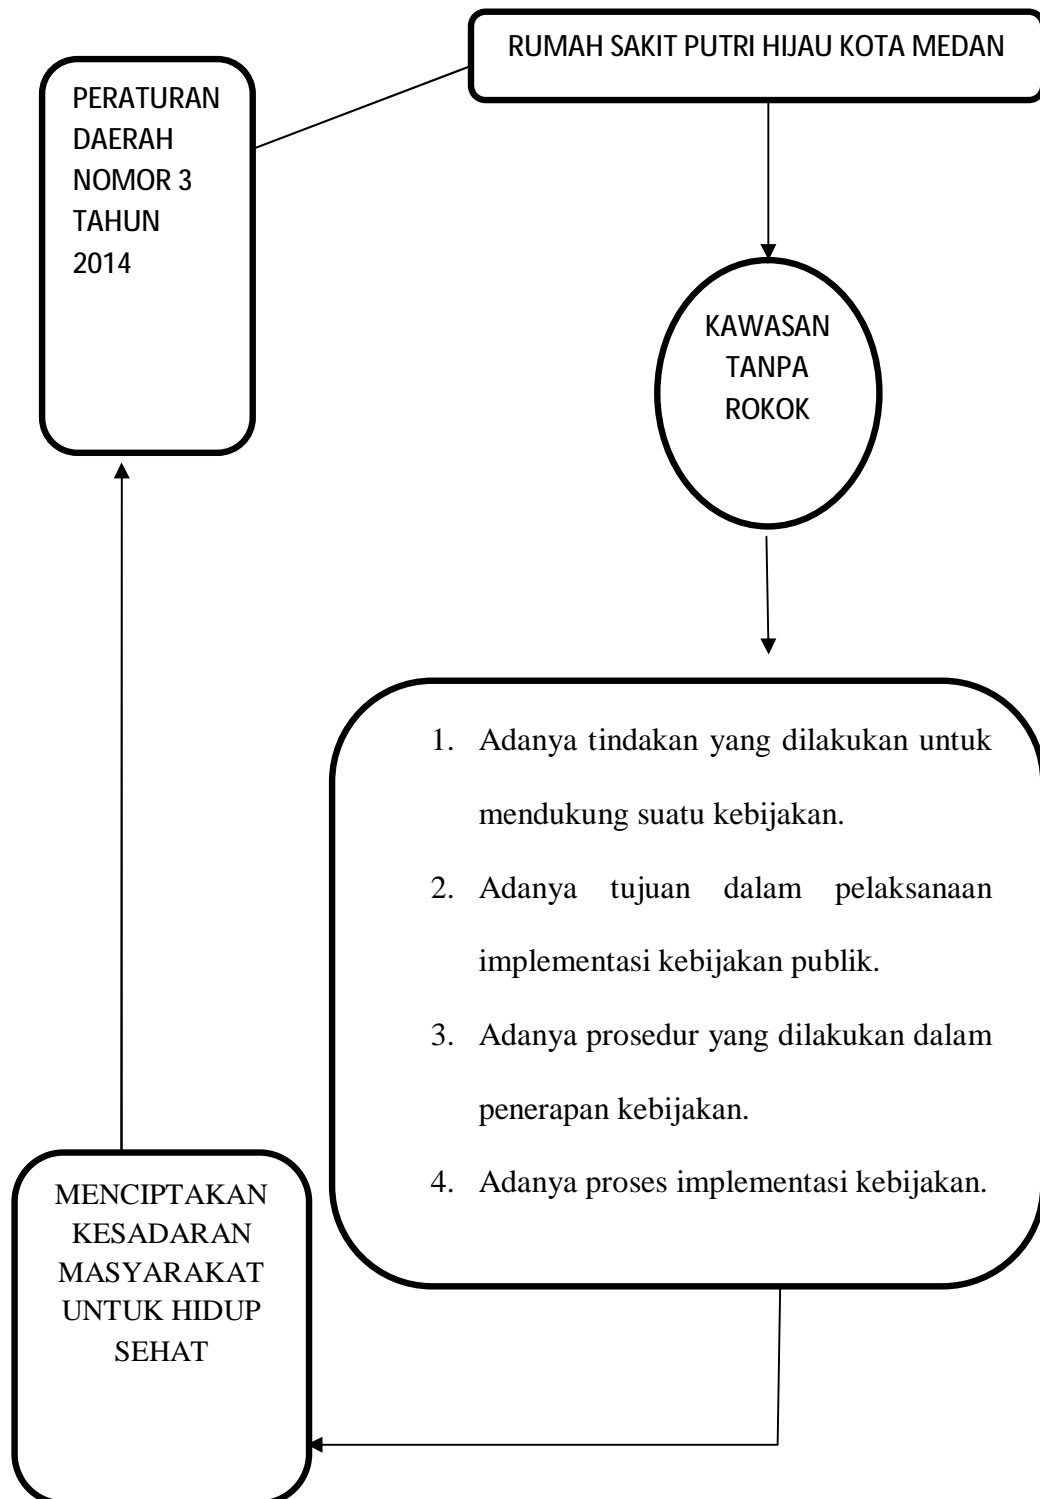 RUMAH SAKIT PUTRI HIJAU KOTA MEDAN
PERATURAN
DAERAH
NOMOR 3
TAHUN
2014
KAWASAN
TANPA
ROKOK
1. Adanya tindakan yang dilakukan untuk
mendukung suatu kebijakan.
2. Adanya tujuan dalam pelaksanaan
implementasi kebijakan publik.
3. Adanya prosedur yang dilakukan dalam
penerapan kebijakan.
4. Adanya proses implementasi kebijakan.
MENCIPTAKAN
KESADARAN
MASYARAKAT
UNTUK HIDUP
SEHAT